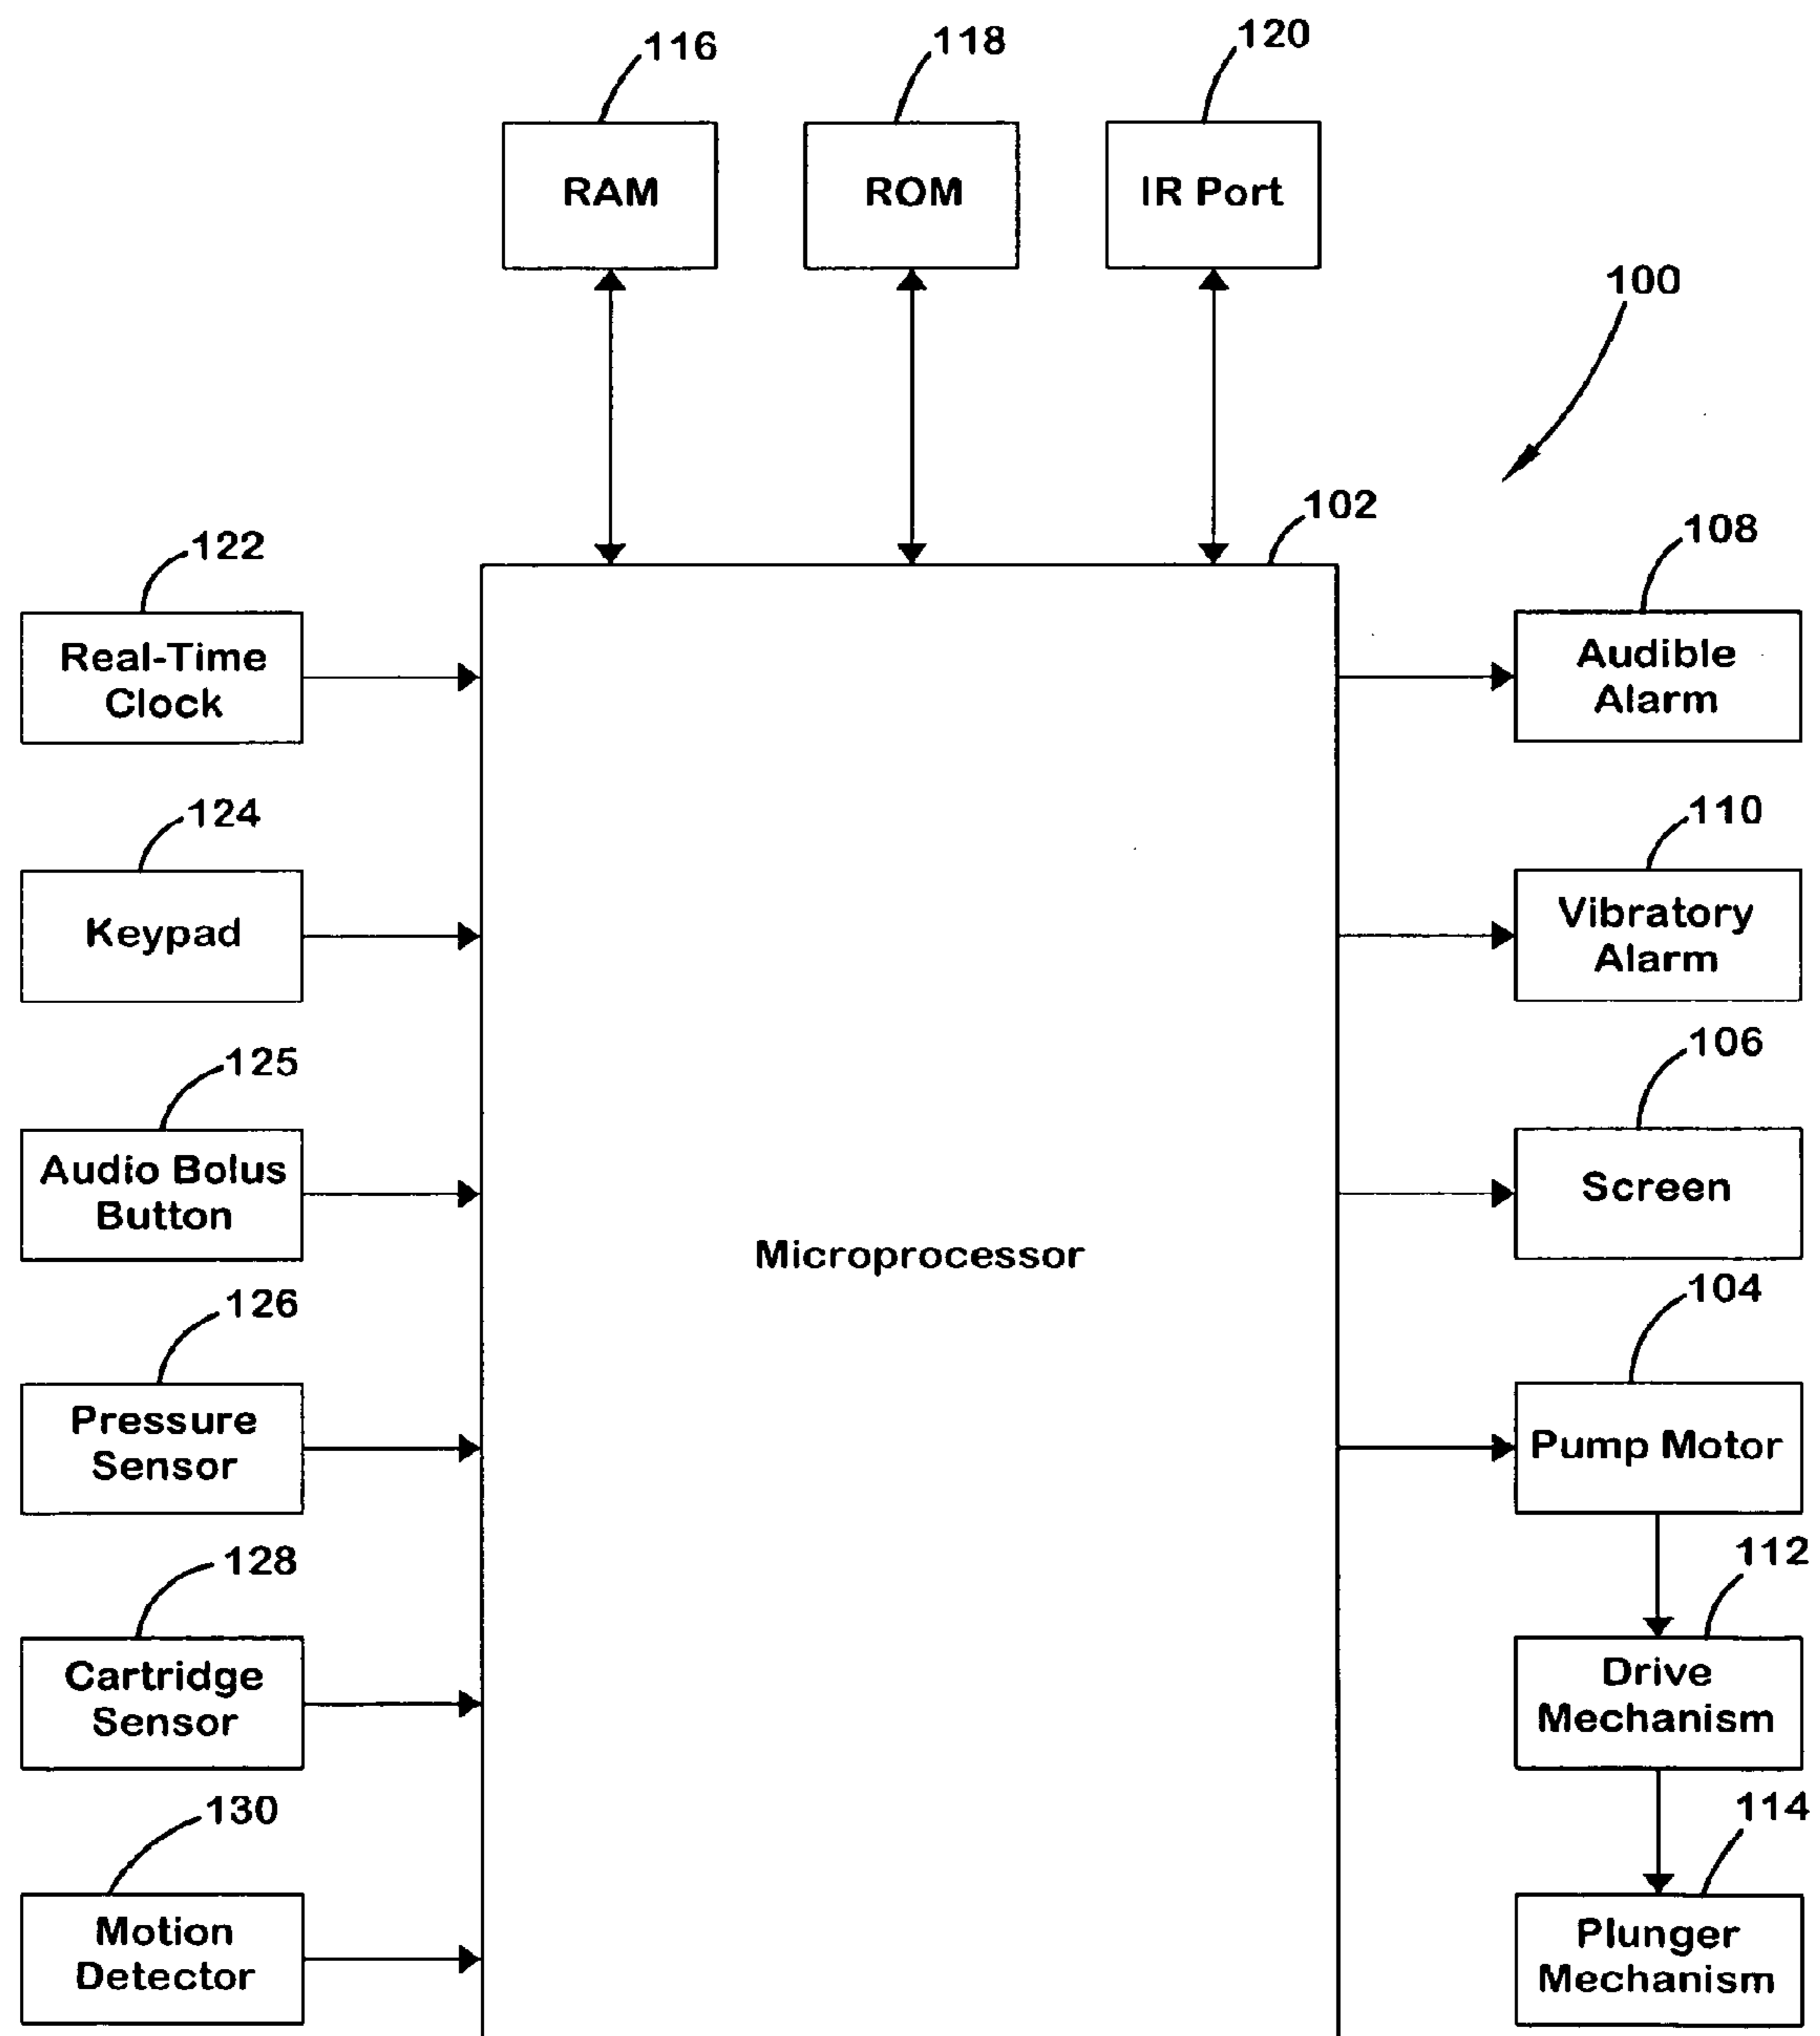 116
118
120
RAM
ROM
IR Port
100
102
122
108
Real-Time
Clock
Audible
Alarm
124
110
Keypad
Vibratory
Alarm
125
106
Audio Bolus
Button
Screen
Microprocessor
126
104
Pressure
Sensor
Pump Motor
128
112
Cartridge
Sensor
Drive
Mechanism
130
114
Motion
Detector
Plunger
Mechanism